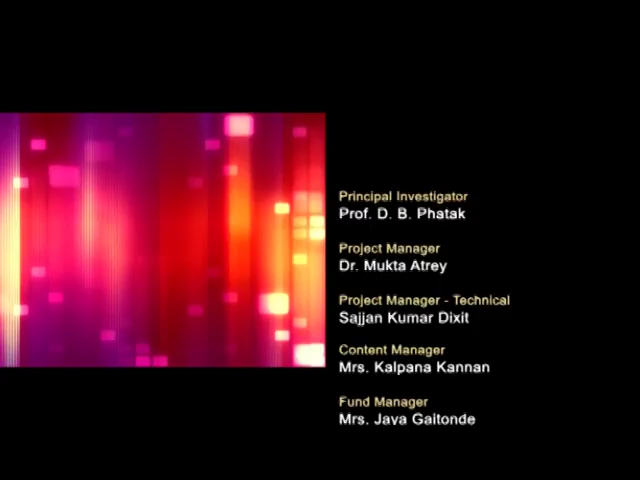 Principal Investigator
Prof. D. B. Phatak
Project Manager
Dr. Mukta Atrey
Project Manager - Technical
Sajjan Kumar Dixit
Content Manager
Mrs. Kalpana Kannan
Fund Manager
Mrs. Jaya Gaitonde